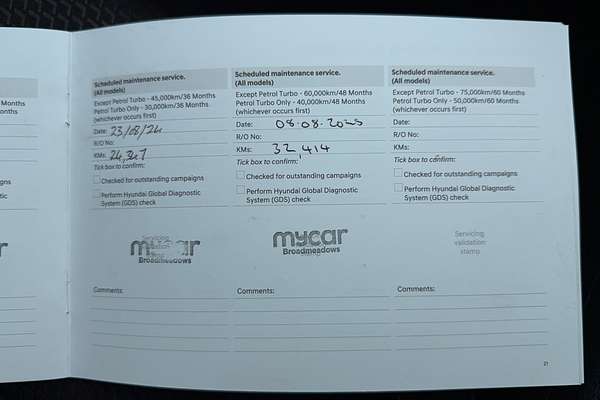 Months
onths
gns
tic
Scheduled maintenance service.
(All models)
Except Petrol Turbo - 45,000km/36 Months
Petrol Turbo Only - 30,000km/36 Months
(whichever occurs first)
Date: 23/08/24
R/O No:
KMs: 24,347
Tick box to confirm:
Checked for outstanding campaigns
Perform Hyundai Global Diagnostic
System (GDS) check
Servicing
validation
stamp
mycar
Broadmeadows
Comments:
Scheduled maintenance service.
(All models)
Except Petrol Turbo - 60,000km/48 Months
Petrol Turbo Only - 40,000km/48 Months
(whichever occurs first)
Date: 08.08.2025
R/O No:
KMs: 32,414
Tick box to confirm:
Checked for outstanding campaigns
Perform Hyundai Global Diagnostic
System (GDS) check
mycar
Broadmeadows
stamp
Comments:
Scheduled maintenance service.
(All models)
Except Petrol Turbo - 75,000km/60 Months
Petrol Turbo Only - 50,000km/60 Months
(whichever occurs first)
Date:
R/O No:
KMs:
Tick box to confirm:
Checked for outstanding campaigns
Perform Hyundai Global Diagnostic
System (GDS) check
Servicing
validation
stamp
Comments:
21